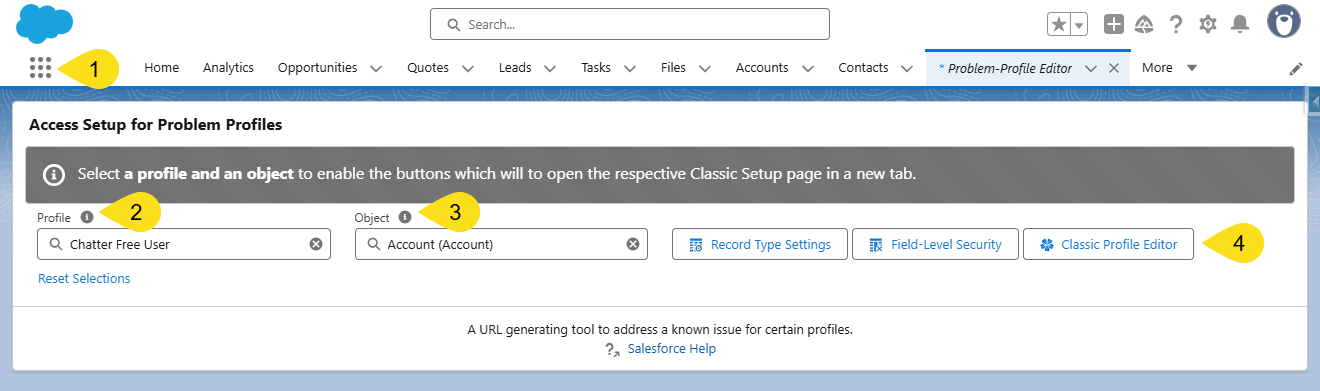 Search...
1
Home Analytics Opportunities Quotes Leads Tasks Files Accounts Contacts * Problem-Profile Editor More
Access Setup for Problem Profiles
Select a profile and an object to enable the buttons which will to open the respective Classic Setup page in a new tab.
Profile 2 Object 3
Chatter Free User Account (Account) Record Type Settings Field-Level Security Classic Profile Editor 4
Reset Selections
A URL generating tool to address a known issue for certain profiles.
Salesforce Help